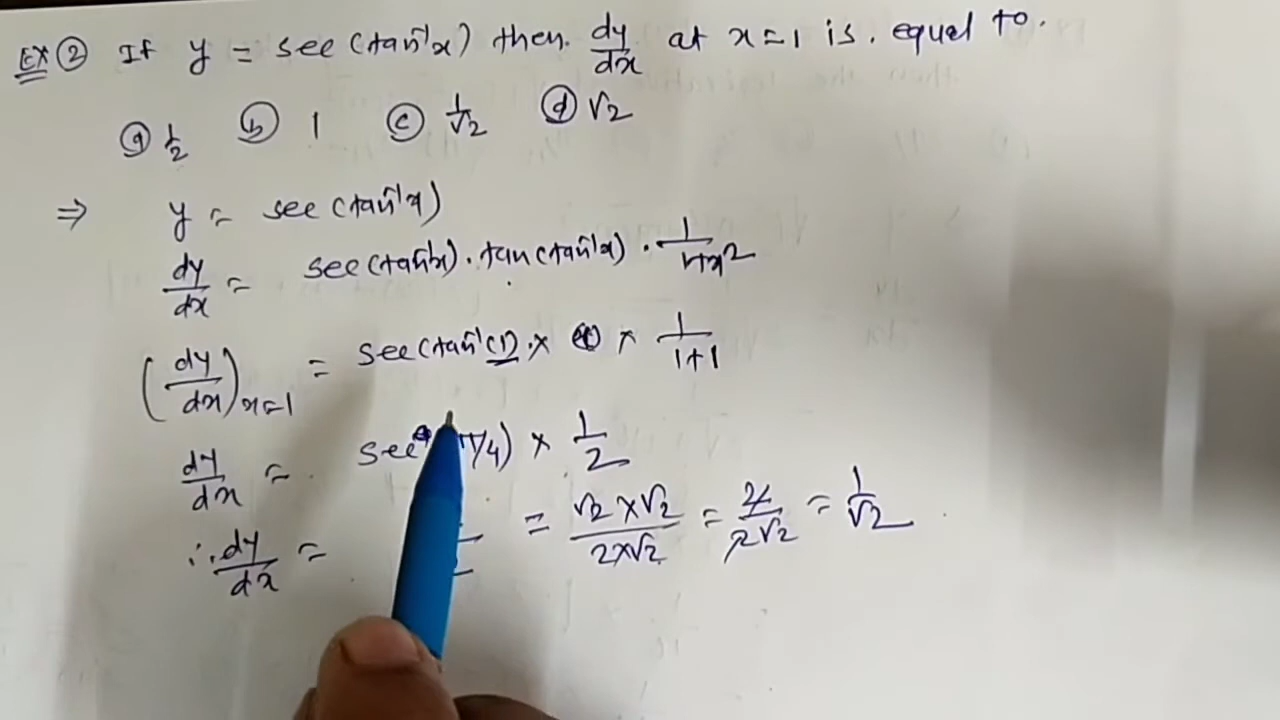 Ex ② If y = sec(tan⁻¹x) then dy/dx at x=1 is. equal to.
ⓐ 1/2 ⓑ 1 ⓒ 1/√2 ⓓ √2
⇒ y = sec(tan⁻¹x)
dy/dx = sec(tan⁻¹x) · tan(tan⁻¹x) · 1/1+x²
(dy/dx)x=1 = sec(tan⁻¹(1) · × (1) × 1/1+1
dy/dx = sec π/4) × 1/2
∴ dy/dx = = √2×√2/2×√2 = 2/2√2 = 1/√2